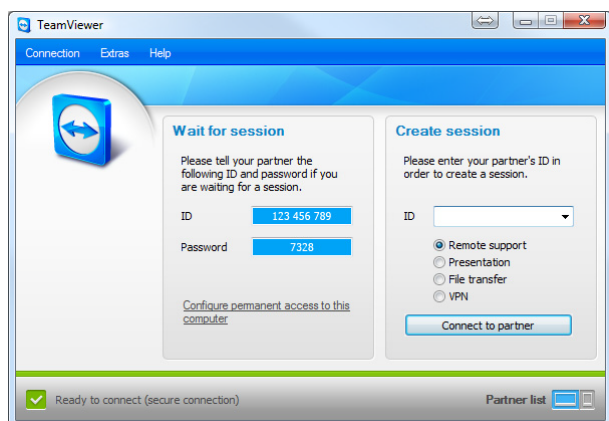 TeamViewer
Connection Extras Help
Wait for session
Please tell your partner the
following ID and password if you
are waiting for a session.
ID 123 456 789
Password 7328
Configure permanent access to this
computer
Create session
Please enter your partner's ID in
order to create a session.
ID
Remote support
Presentation
File transfer
VPN
Connect to partner
Ready to connect (secure connection)
Partner list